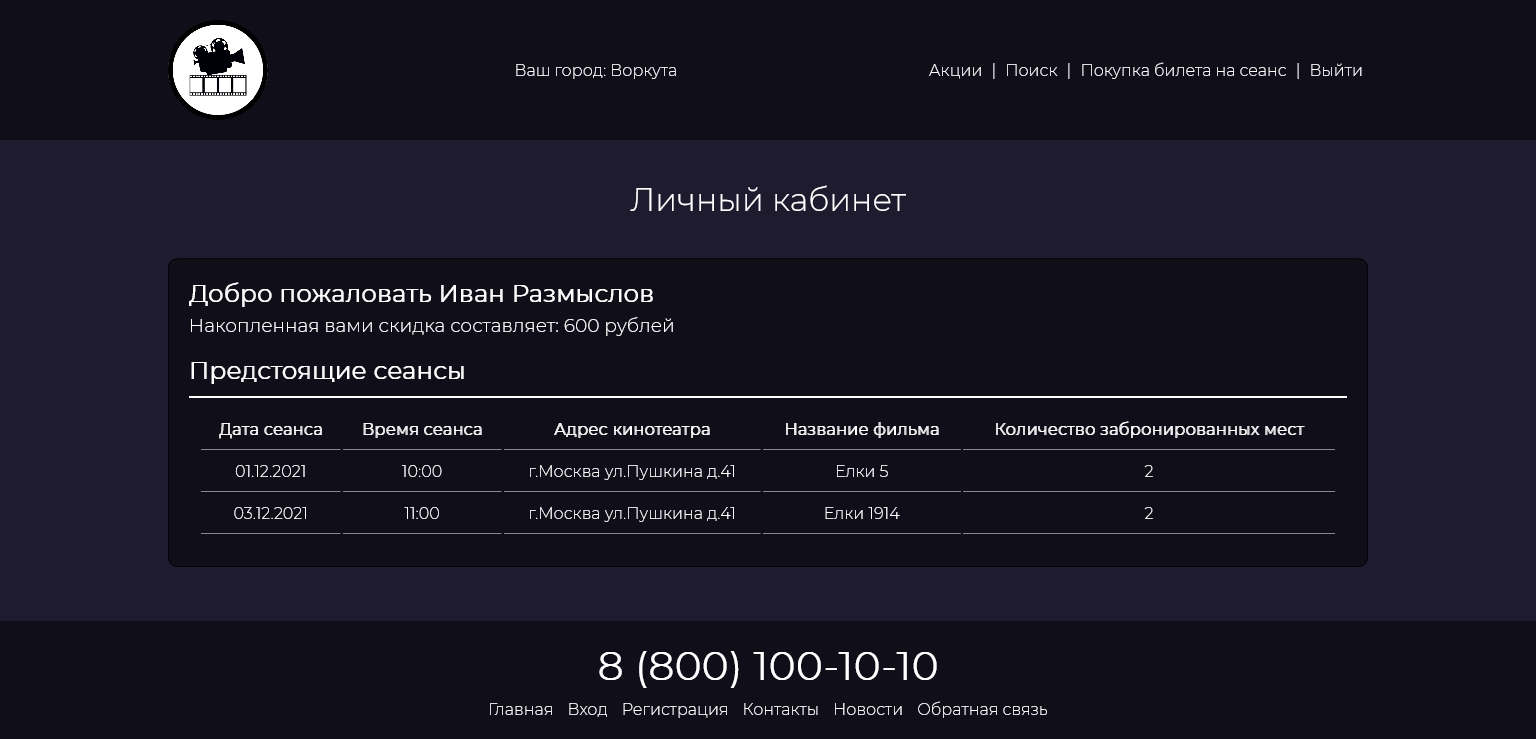 Ваш город: Воркута
Акции | Поиск | Покупка билета на сеанс | Выйти
Личный кабинет
Добро пожаловать Иван Размыслов
Накопленная вами скидка составляет: 600 рублей
Предстоящие сеансы
Дата сеанса Время сеанса Адрес кинотеатра Название фильма Количество забронированных мест
01.12.2021 10:00 г.Москва ул.Пушкина д.41 Елки 5 2
03.12.2021 11:00 г.Москва ул.Пушкина д.41 Елки 1914 2
8 (800) 100-10-10
Главная Вход Регистрация Контакты Новости Обратная связь